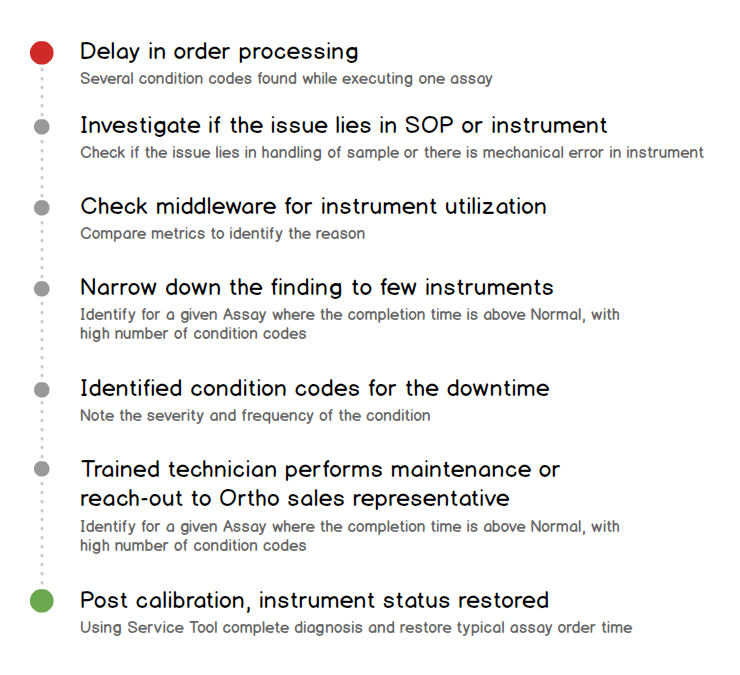 Delay in order processing
Several condition codes found while executing one assay
Investigate if the issue lies in SOP or instrument
Check if the issue lies in handling of sample or there is mechanical error in instrument
Check middleware for instrument utilization
Compare metrics to identify the reason
Narrow down the finding to few instruments
Identify for a given Assay where the completion time is above Normal, with
high number of condition codes
Identified condition codes for the downtime
Note the severity and frequency of the condition
Trained technician performs maintenance or
reach-out to Ortho sales representative
Identify for a given Assay where the completion time is above Normal, with
high number of condition codes
Post calibration, instrument status restored
Using Service Tool complete diagnosis and restore typical assay order time